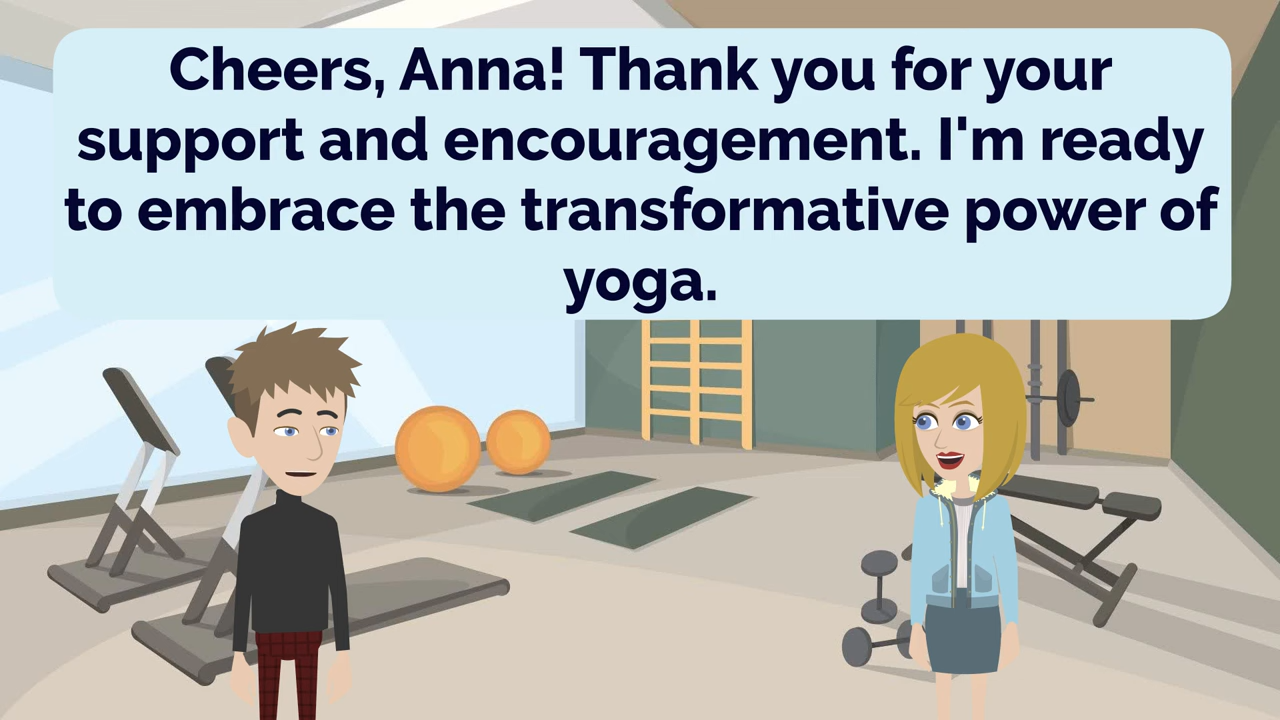 Cheers, Anna! Thank you for your
support and encouragement. I'm ready
to embrace the transformative power of
yoga.